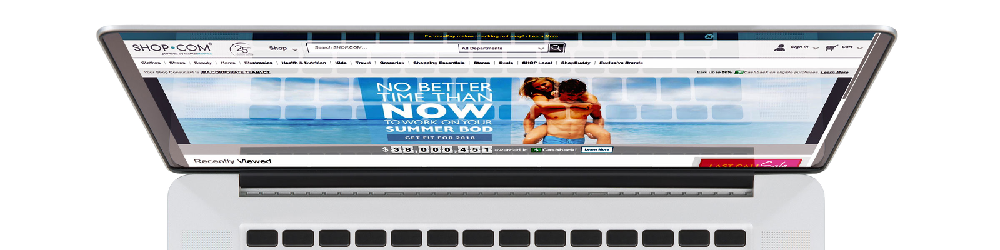 ExpressPay makes checking out easy! - Learn More
SHOP•COM®
powered by marketamerica
25
Shop
Search SHOP.COM...
All Departments
Sign in
Cart
Clothes | Shoes | Beauty | Home | Electronics | Health & Nutrition | Kids | Travel | Groceries | Shopping Essentials | Stores | Deals | SHOP Local | ShopBuddy | Exclusive Brands
Your Shop Consultant is (MA CORPORATE TEAM) CT
Earn up to 50% Cashback on eligible purchases. Learn More
NO BETTER
TIME THAN
NOW
TO WORK ON YOUR
SUMMER BOD
GET FIT FOR 2018
$38,000,451 awarded in Cashback! Learn More
Recently Viewed
LAST CALL Sale